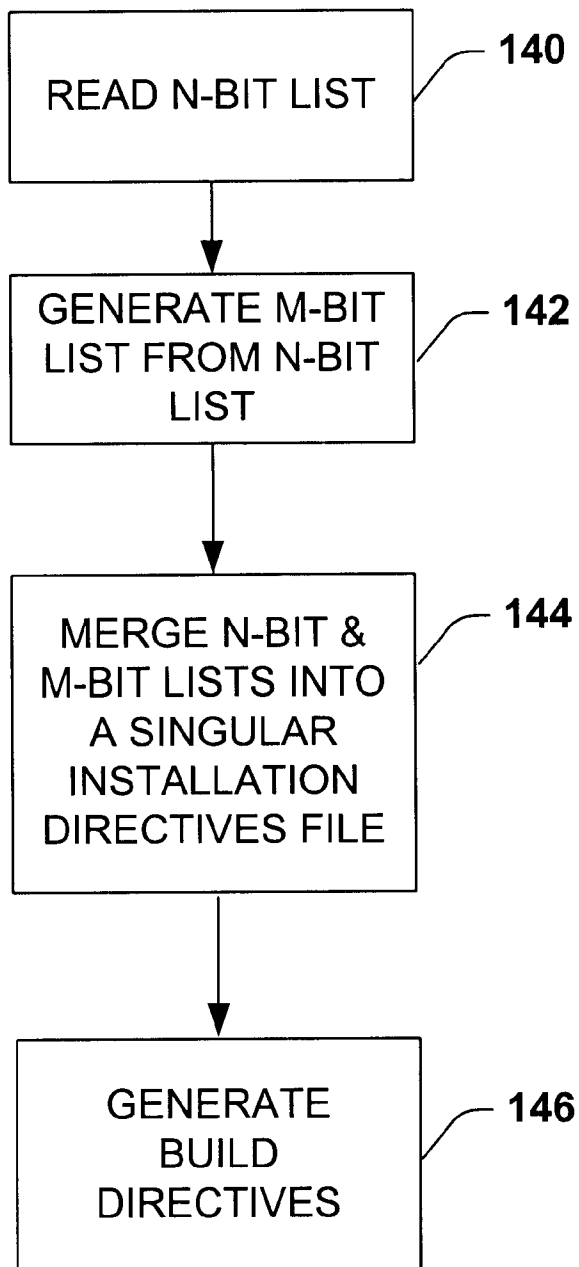 140
READ N-BIT LIST
142
GENERATE M-BIT
LIST FROM N-BIT
LIST
144
MERGE N-BIT &
M-BIT LISTS INTO
A SINGULAR
INSTALLATION
DIRECTIVES FILE
146
GENERATE
BUILD
DIRECTIVES